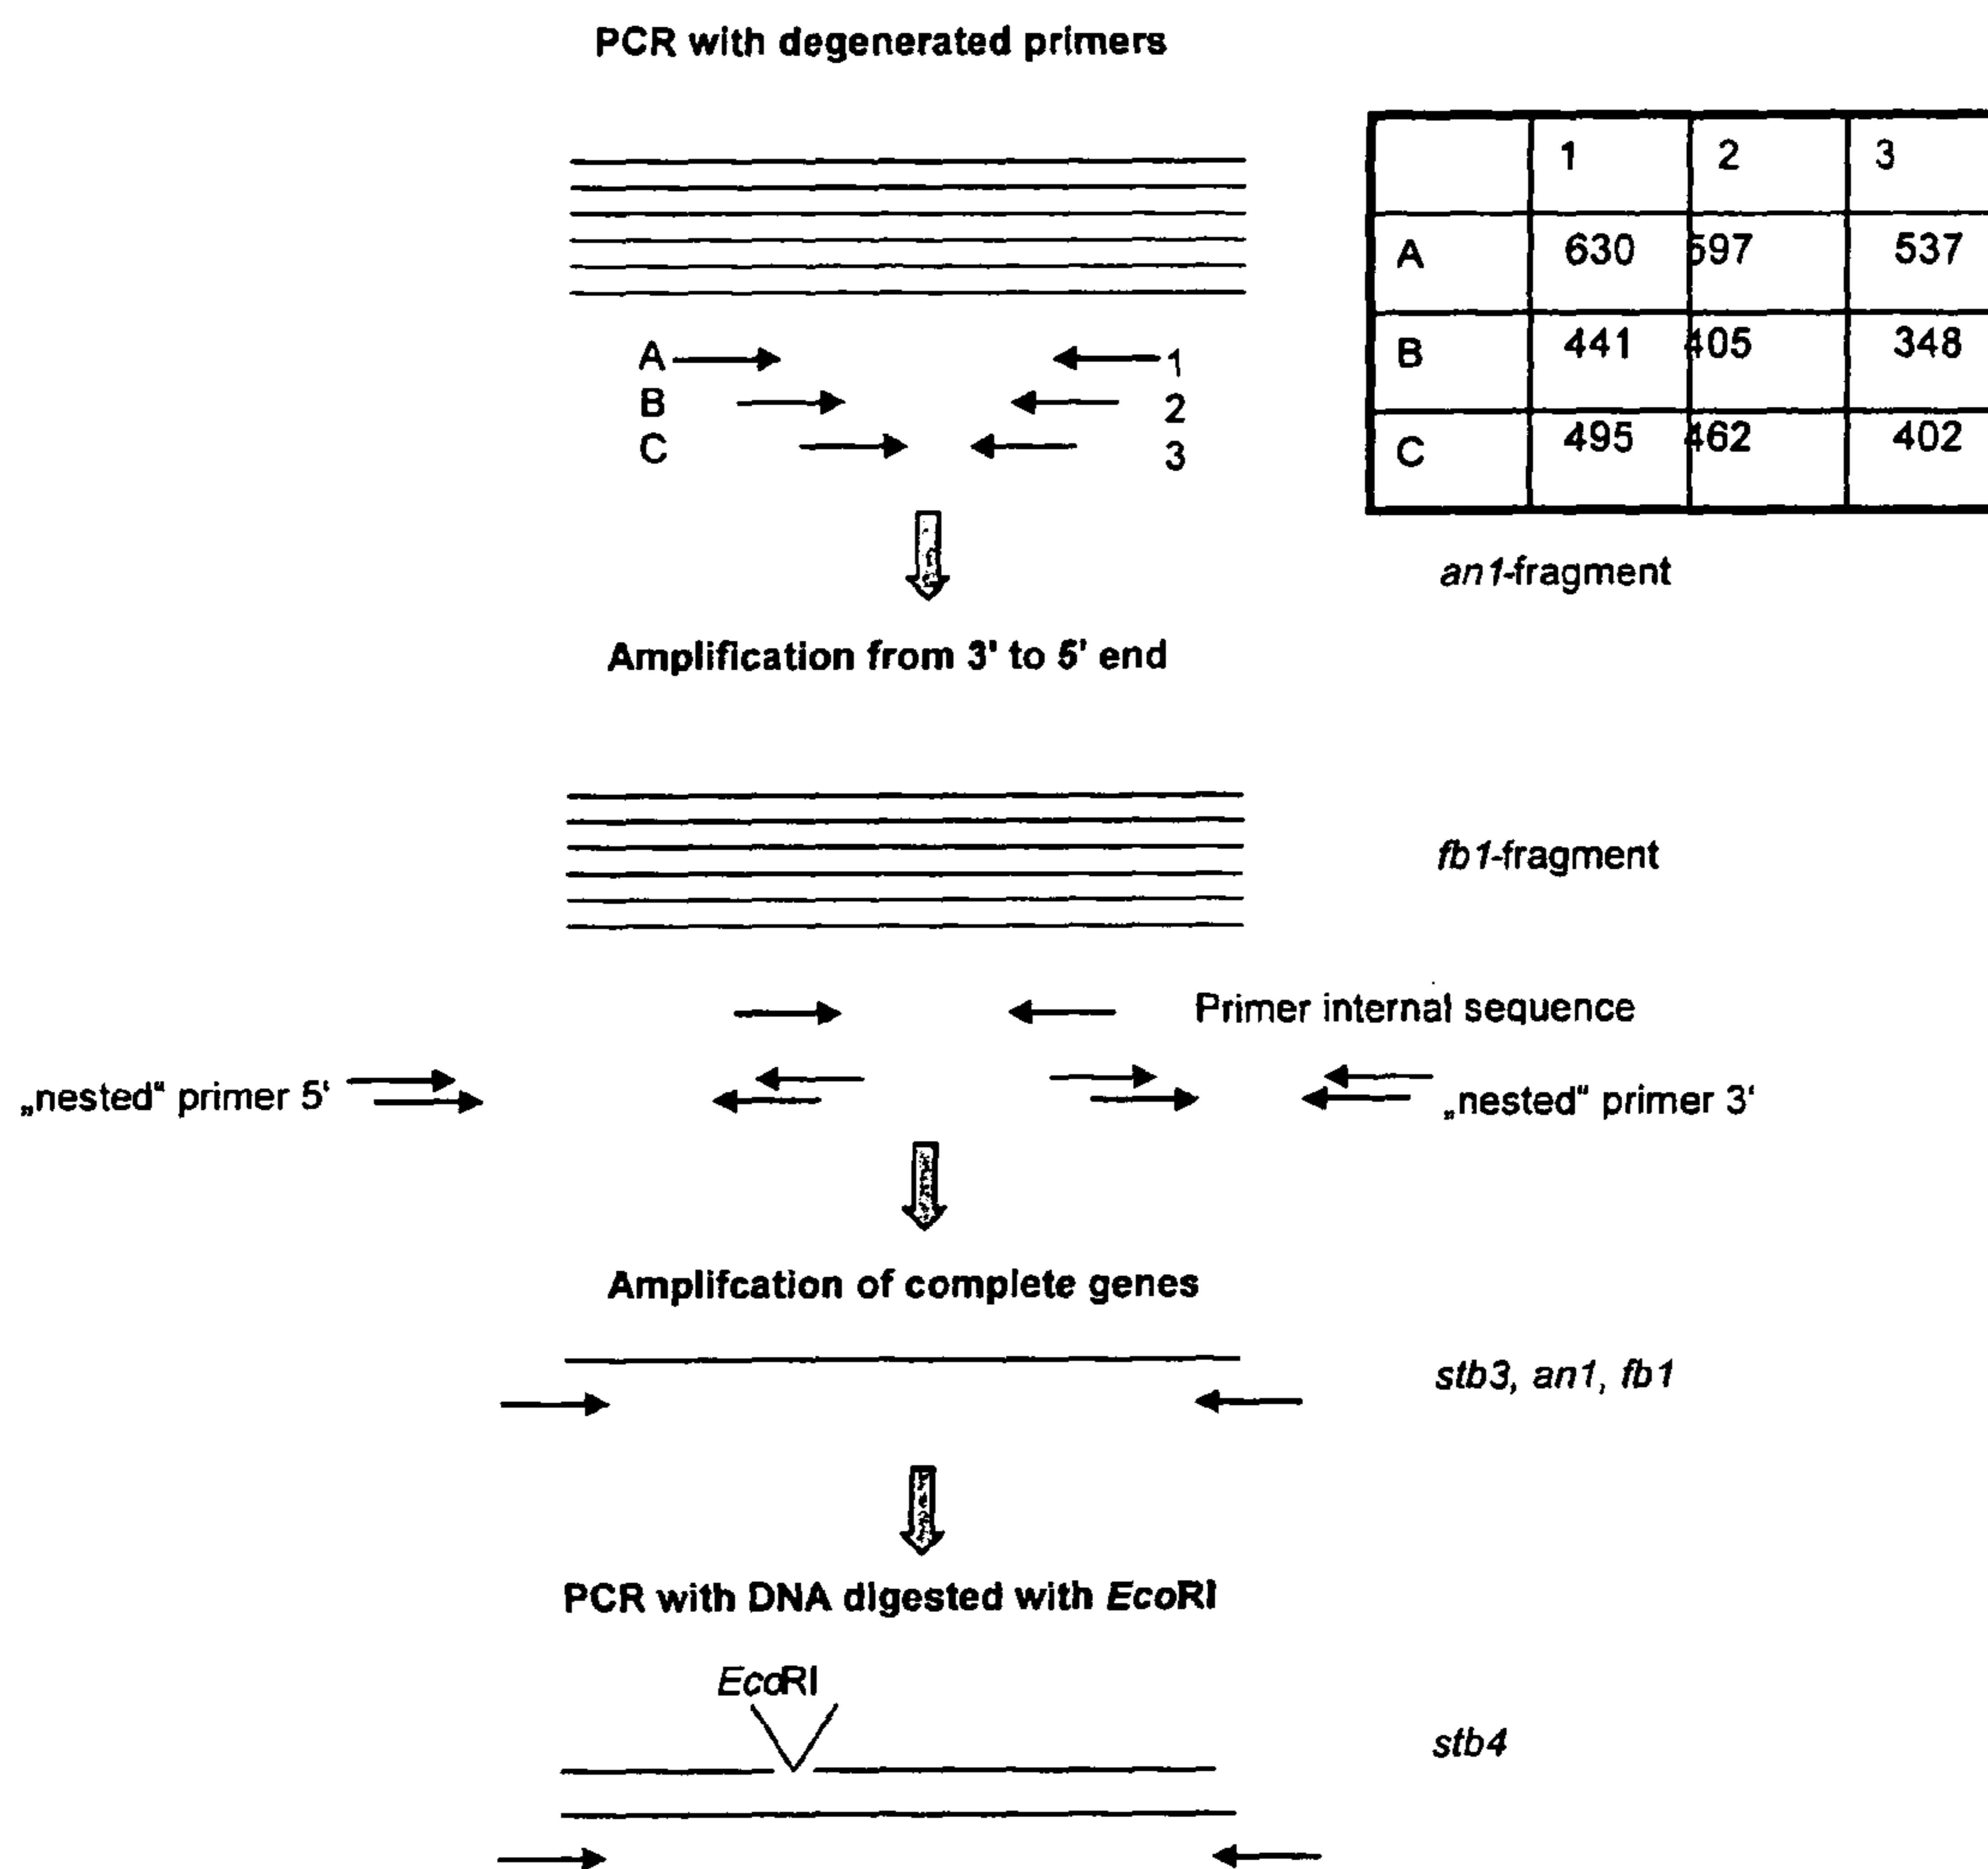 PCR with degenerated primers
1 2 3
A 630 597 537
B 441 405 348
C 495 462 402
A 1
B 2
C 3
an1-fragment
Amplification from 3' to 5' end
fb1-fragment
Primer internal sequence
„nested“ primer 5‘
„nested“ primer 3‘
Amplifcation of complete genes
stb3, an1, fb1
PCR with DNA digested with EcoRI
EcoRI
stb4